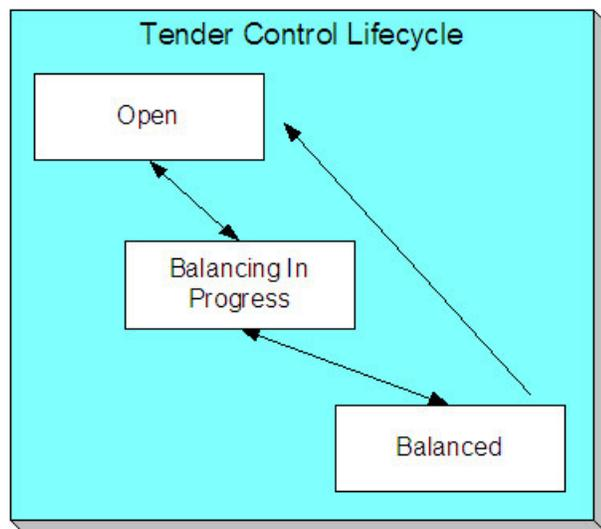 Tender Control Lifecycle
Open
Balancing In
Progress
Balanced